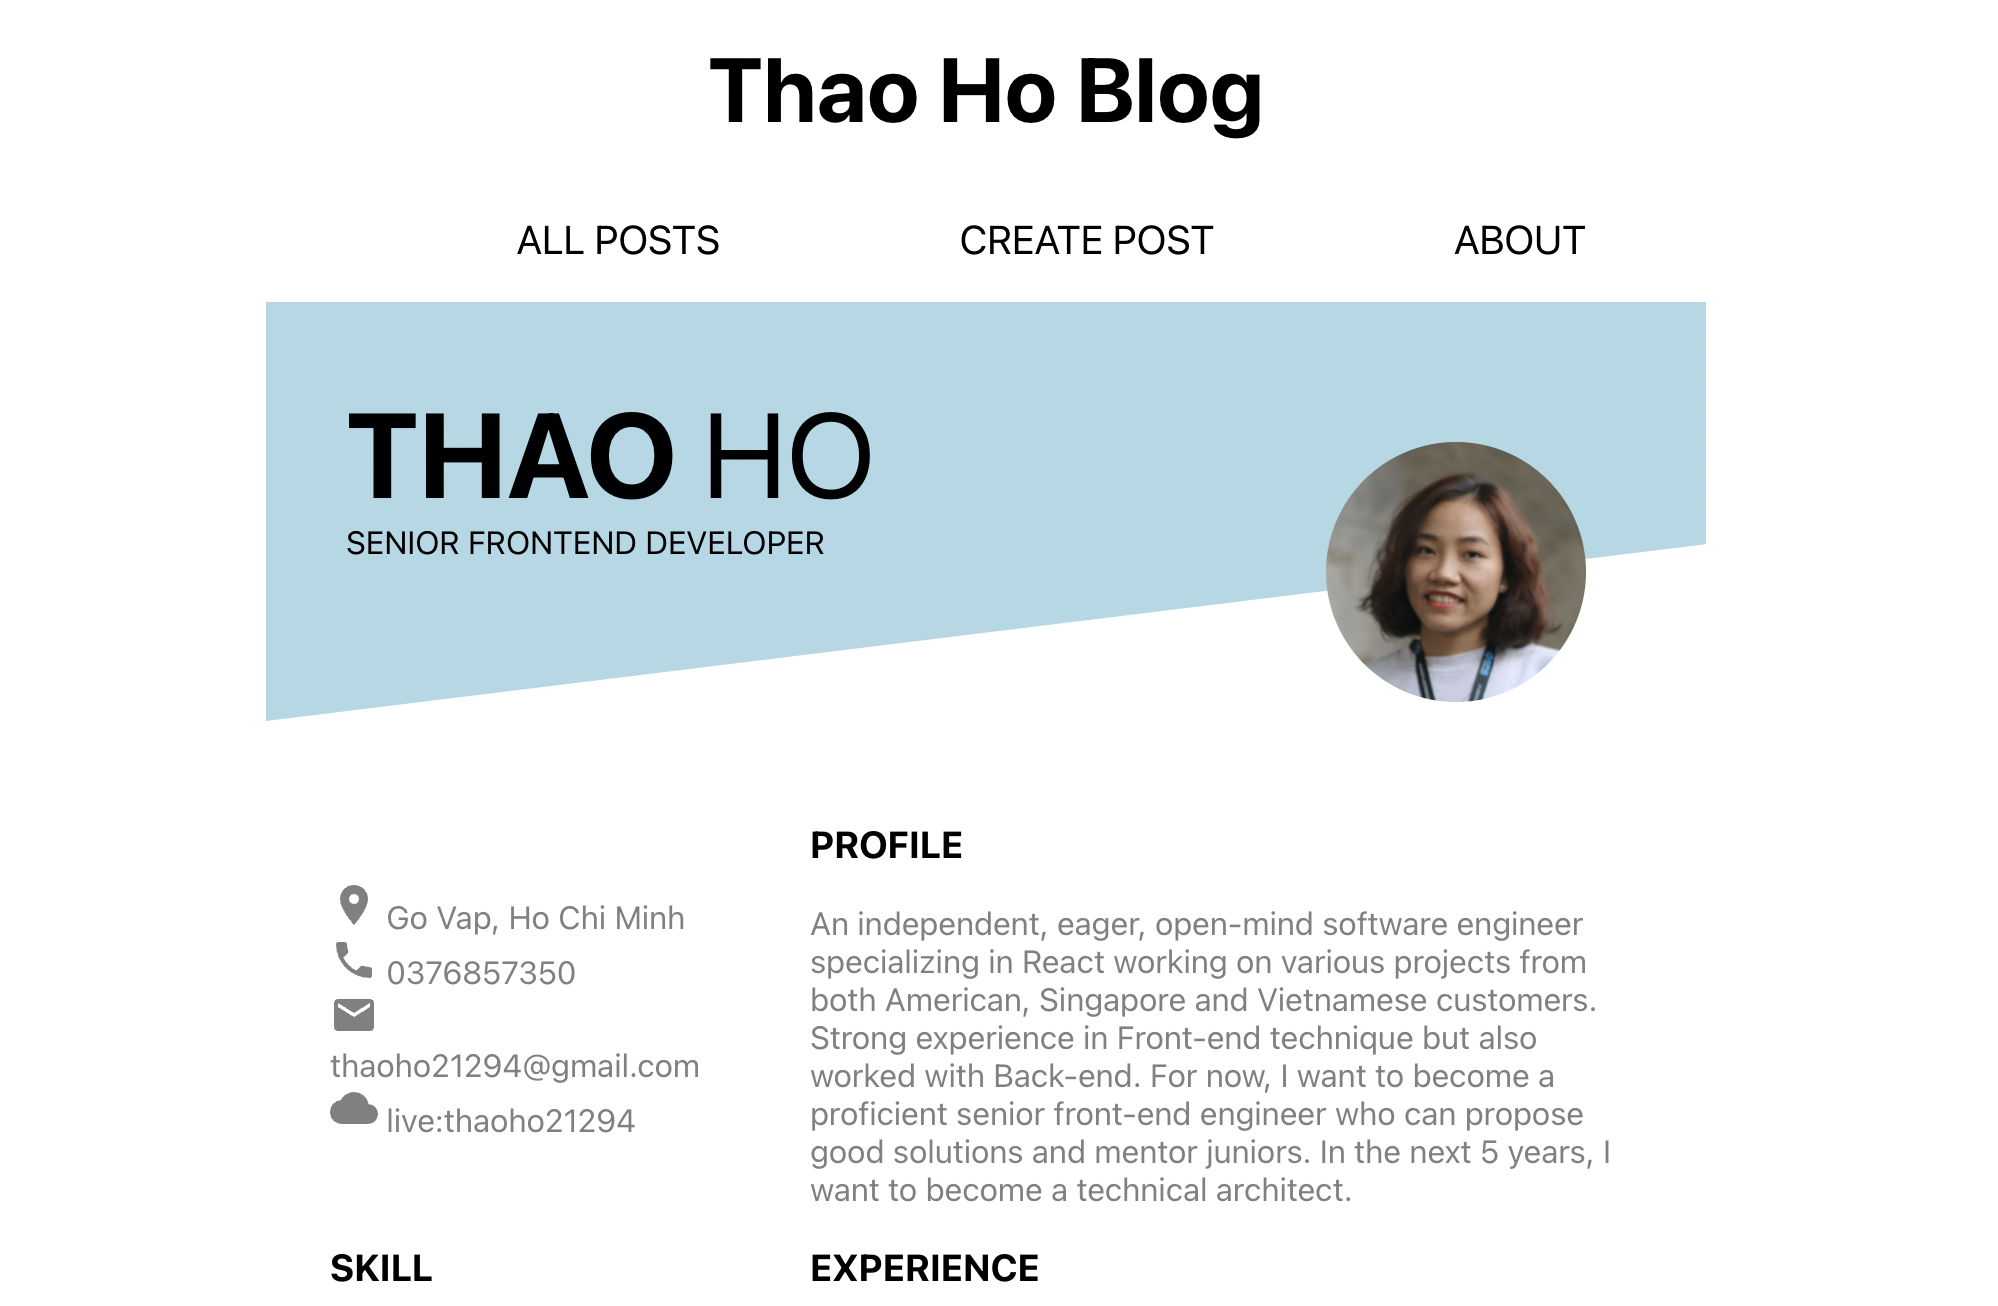 Thao Ho Blog
ALL POSTS CREATE POST ABOUT
THAO HO
SENIOR FRONTEND DEVELOPER
Go Vap, Ho Chi Minh
0376857350
thaoho21294@gmail.com
live:thaoho21294
SKILL
PROFILE
An independent, eager, open-mind software engineer
specializing in React working on various projects from
both American, Singapore and Vietnamese customers.
Strong experience in Front-end technique but also
worked with Back-end. For now, I want to become a
proficient senior front-end engineer who can propose
good solutions and mentor juniors. In the next 5 years, I
want to become a technical architect.
EXPERIENCE